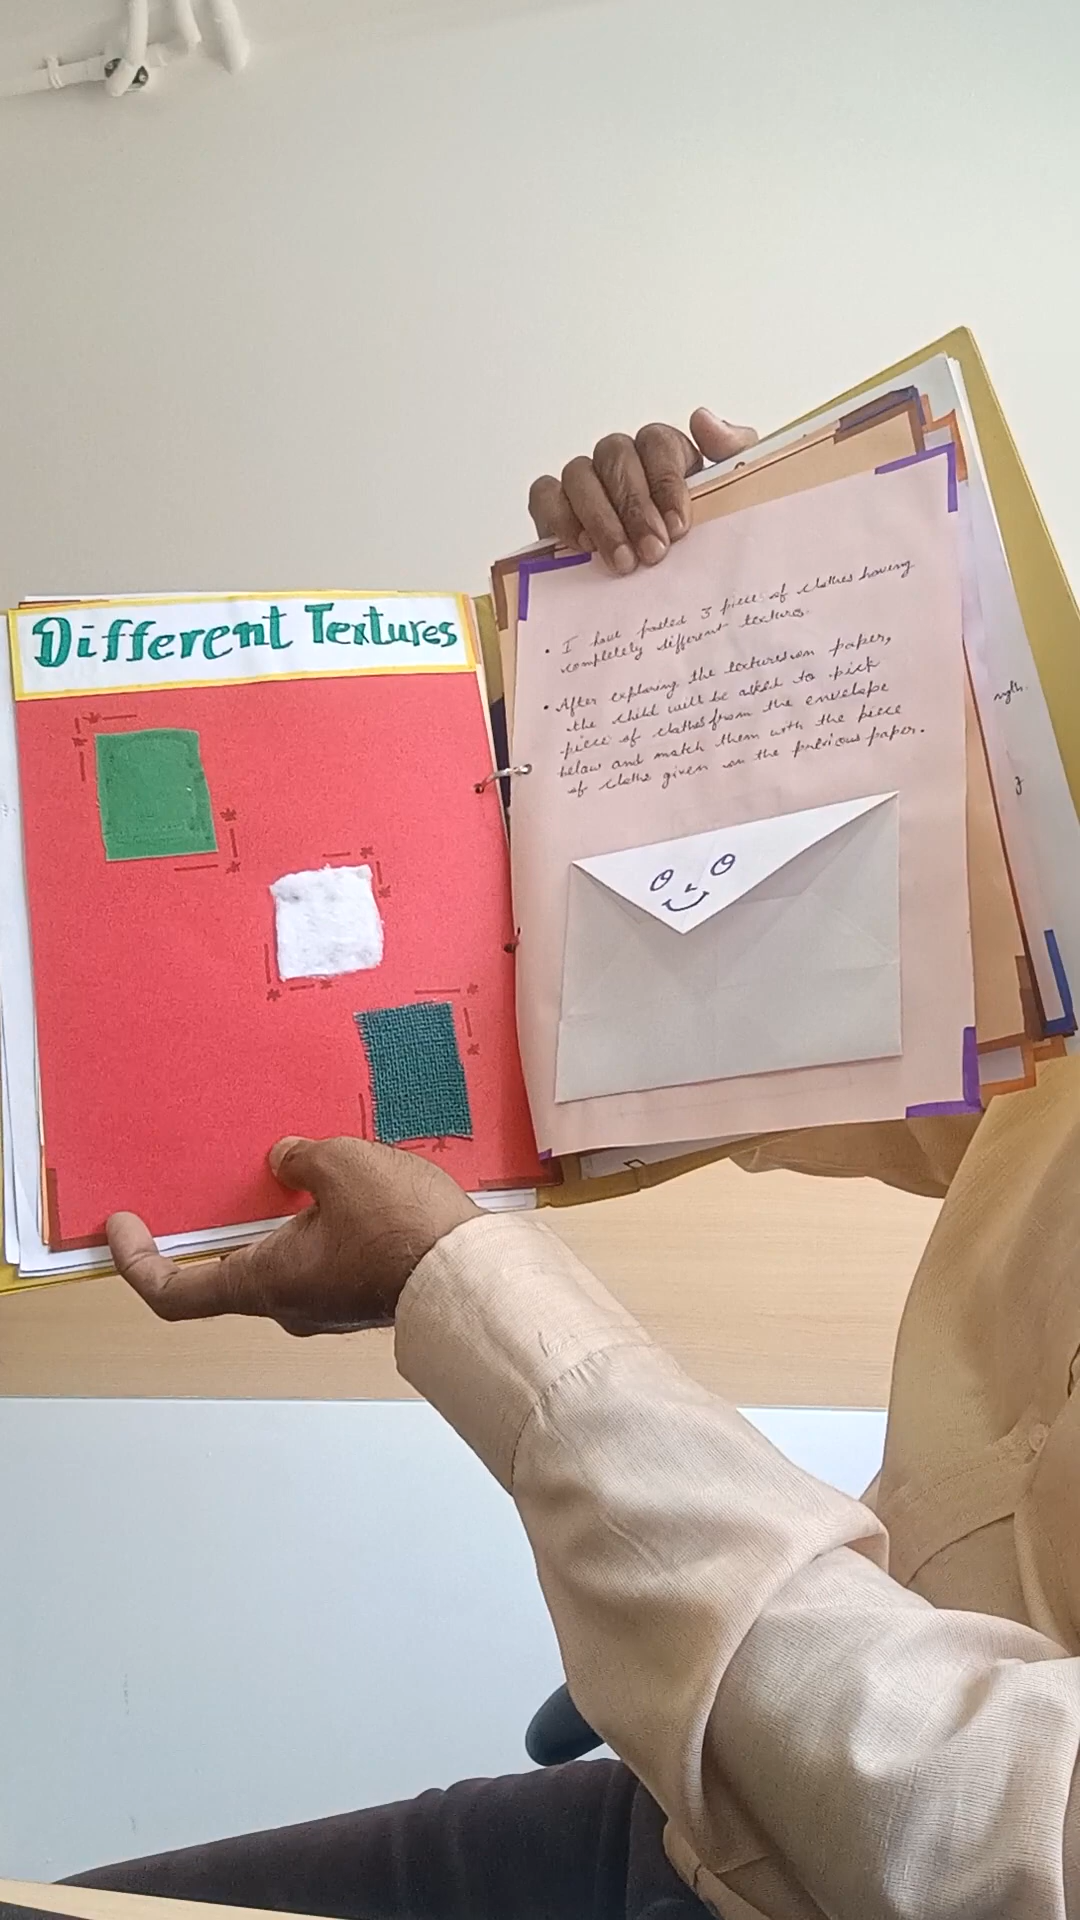 Different Textures
• I have pasted 3 piece of clothes having
completely different textures.
• After exploring the textures on paper,
the child will be asked to pick
piece of clothes from the envelope
below and match them with the piece
of cloths given on the previous paper.